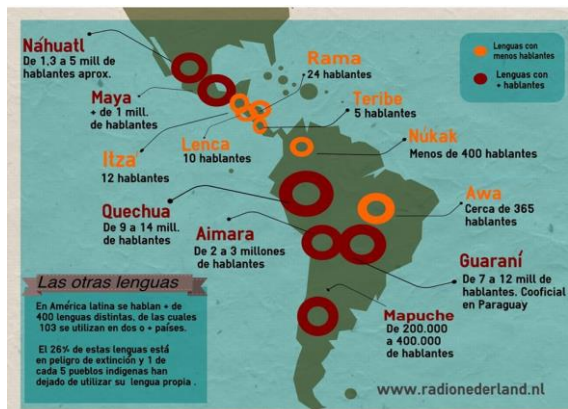 Náhuatl
De 1,3 a 5 mill de
hablantes aprox.
Maya
+ de 1 mill.
de hablantes
Itza
12 hablantes
Lenca
10 hablantes
Rama
24 hablantes
Teribe
5 hablantes
Núkak
Menos de 400 hablantes
Lenguas con
menos hablantes
Lenguas con
+ hablantes
Quechua
De 9 a 14 mill.
de hablantes
Aimara
De 2 a 3 millones
de hablantes
Awa
Cerca de 365
hablantes
Guaraní
De 7 a 12 mill de
hablantes. Cooficial
en Paraguay
Mapuche
De 200.000
a 400.000
de hablantes
Las otras lenguas
En América latina se hablan + de
400 lenguas distintas, de las cuales
103 se utilizan en dos o + países.
El 26% de estas lenguas está
en peligro de extinción y 1 de
cada 5 pueblos indigenas han
dejado de utilizar su lengua propia .
www.radionederland.nl